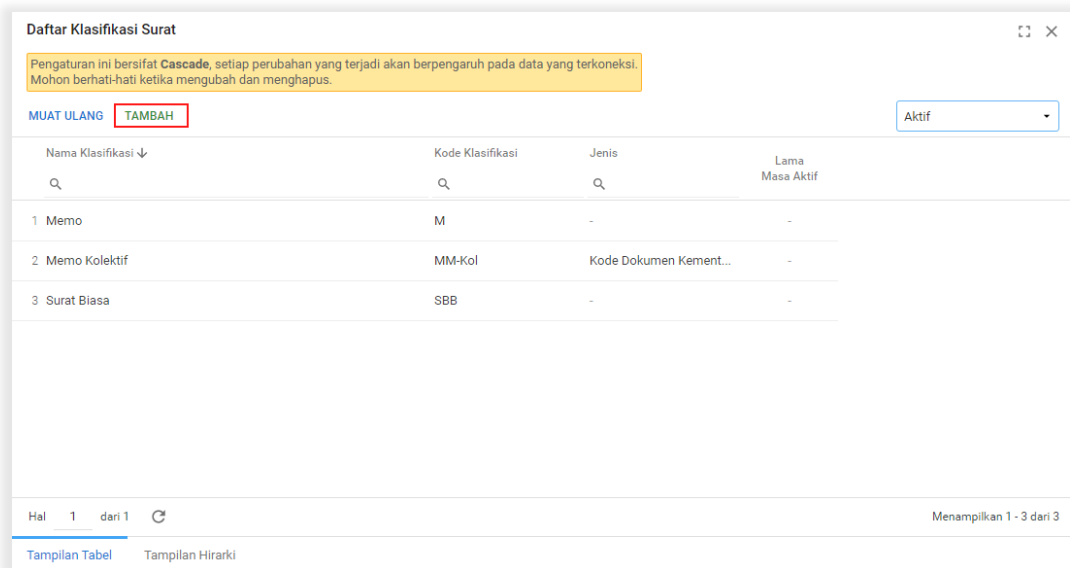 Daftar Klasifikasi Surat
Pengaturan ini bersifat Cascade, setiap perubahan yang terjadi akan berpengaruh pada data yang terkoneksi.
Mohon berhati-hati ketika mengubah dan menghapus.
MUAT ULANG TAMBAH Aktif
Nama Klasifikasi Kode Klasifikasi Jenis Lama
Masa Aktif
1 Memo M - -
2 Memo Kolektif MM-Kol Kode Dokumen Kement... -
3 Surat Biasa SBB - -
Hal 1 dari 1 Menampilkan 1 - 3 dari 3
Tampilan Tabel Tampilan Hirarki